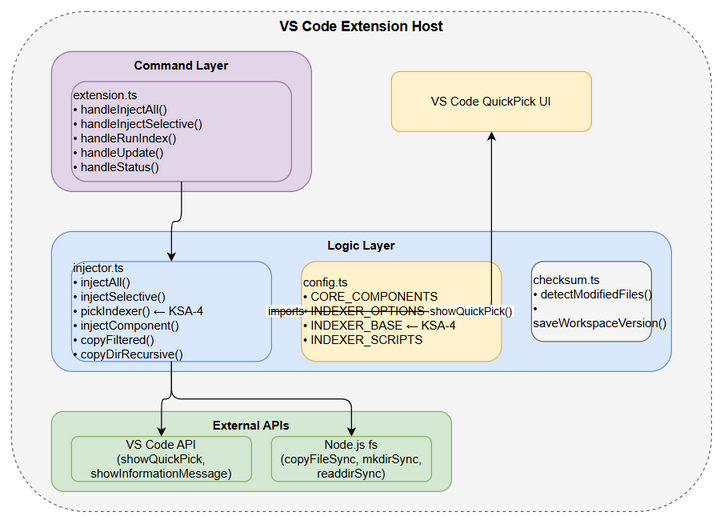 VS Code Extension Host
Command Layer
extension.ts
• handleInjectAll()
• handleInjectSelective()
• handleRunIndex()
• handleUpdate()
• handleStatus()
VS Code QuickPick UI
Logic Layer
injector.ts
• injectAll()
• injectSelective()
• pickIndexer() ← KSA-4
• injectComponent()
• copyFiltered()
• copyDirRecursive()
imports
config.ts
• CORE_COMPONENTS
• INDEXER_OPTIONS
• INDEXER_BASE ← KSA-4
• INDEXER_SCRIPTS
showQuickPick()
checksum.ts
• detectModifiedFiles()
•
saveWorkspaceVersion()
External APIs
VS Code API
(showQuickPick,
showInformationMessage)
Node.js fs
(copyFileSync, mkdirSync,
readdirSync)